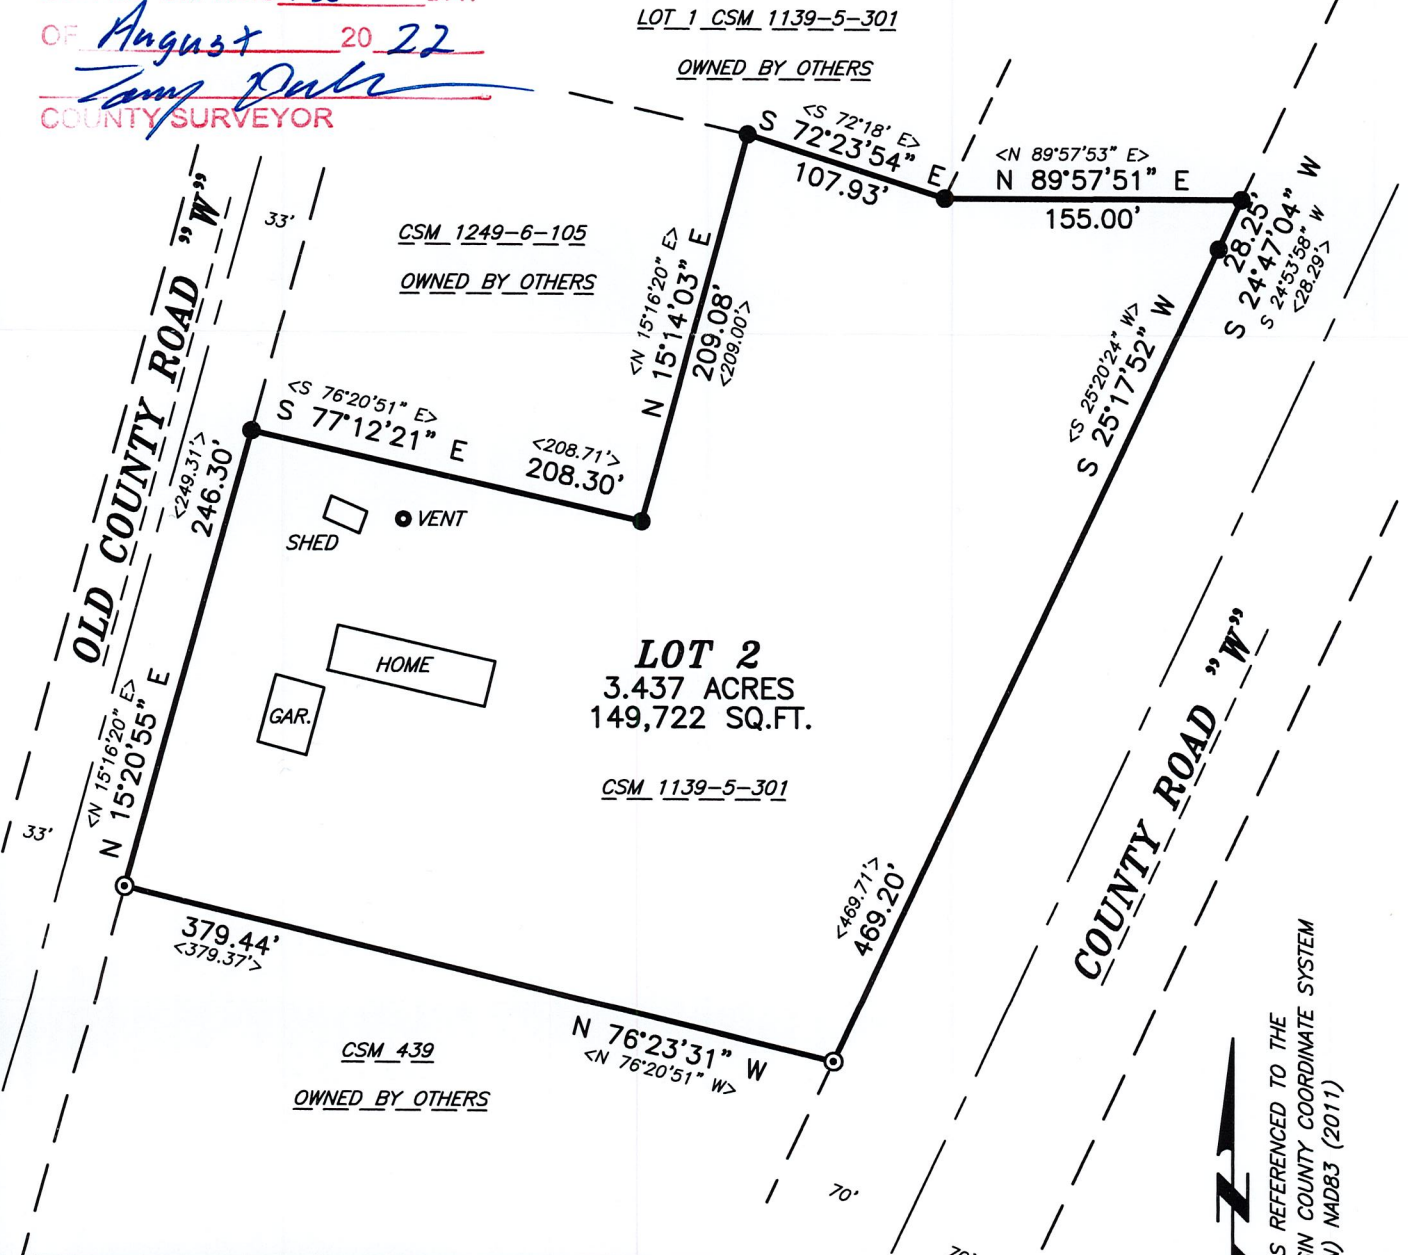 OF August 20 22
COUNTY SURVEYOR
LOT 1 CSM 1139-5-301
OWNED BY OTHERS
<S 72°18' E>
S 72°23'54" E
107.93'
<N 89°57'53" E>
N 89°57'51" E
155.00'
28.25'
S 24°47'04" W
S 24°53'58" W
<28.29'>
OLD COUNTY ROAD "W"
33'
CSM 1249-6-105
OWNED BY OTHERS
<N 15°16'20" E>
N 15°14'03" E
209.08'
<209.00'>
<S 25°20'24" W>
S 25°17'52" W
<S 76°20'51" E>
S 77°12'21" E
<208.71'>
208.30'
<249.31'>
246.30'
SHED
VENT
HOME
GAR.
LOT 2
3.437 ACRES
149,722 SQ.FT.
CSM 1139-5-301
<N 15°16'20" E>
N 15°20'55" E
33'
COUNTY ROAD "W"
<469.71'>
469.20'
379.44'
<379.37'>
N 76°23'31" W
<N 76°20'51" W>
CSM 439
OWNED BY OTHERS
70'
N
REFERENCED TO THE
COUNTY COORDINATE SYSTEM
NAD83 (2011)